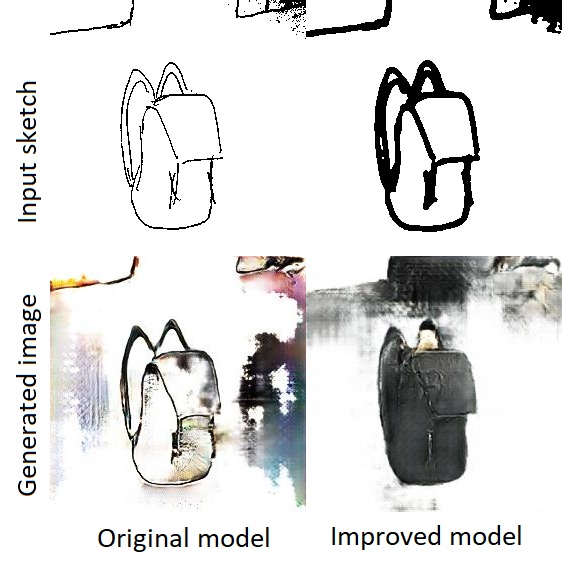 Input sketch
Generated image
Original model
Improved model